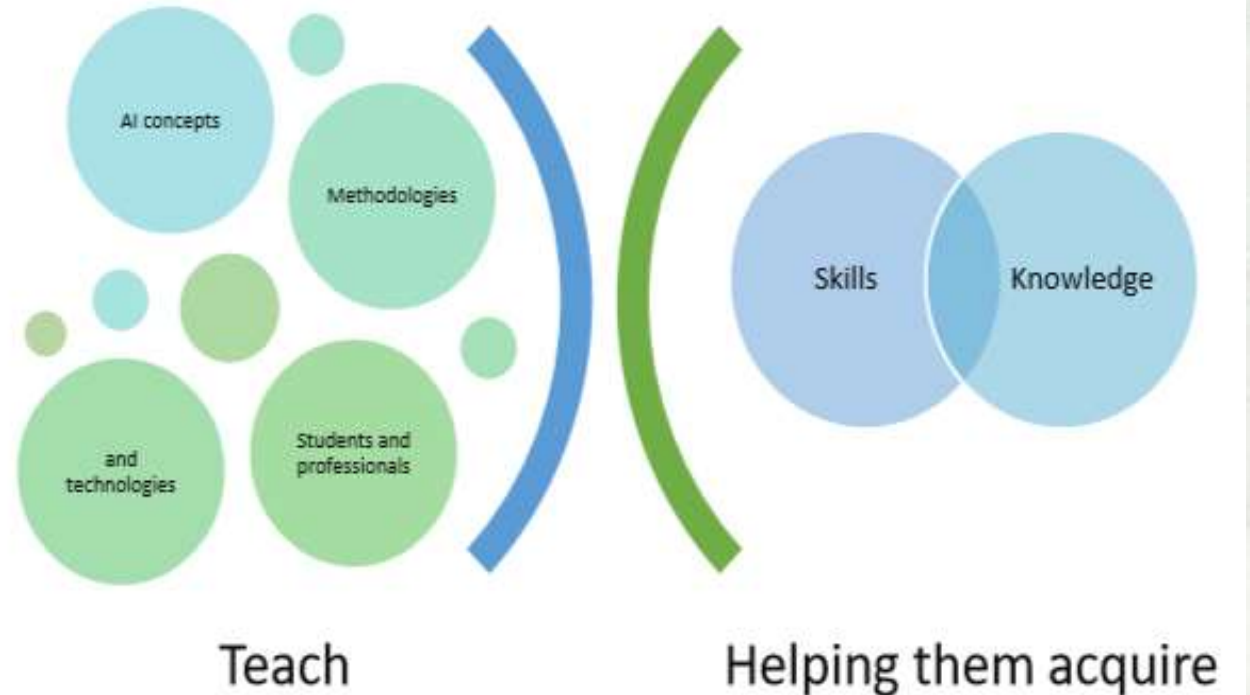 AI concepts
Methodologies
and
technologies
Students and
professionals
Teach
Skills
Knowledge
Helping them acquire